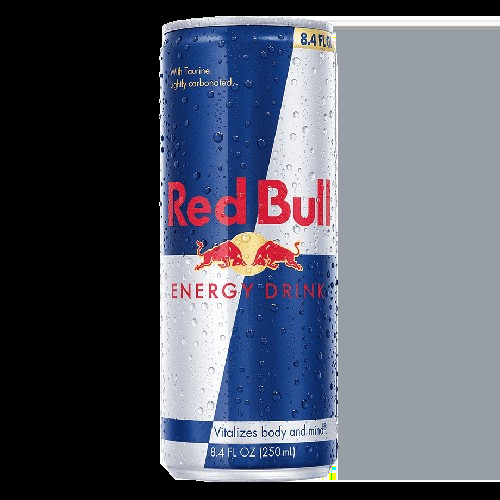 8.4 FL O
With Taurine.
Lightly carbonated.
Red Bull
ENERGY DRINK
Vitalizes body and mind.®
8.4 FL OZ (250 mL)